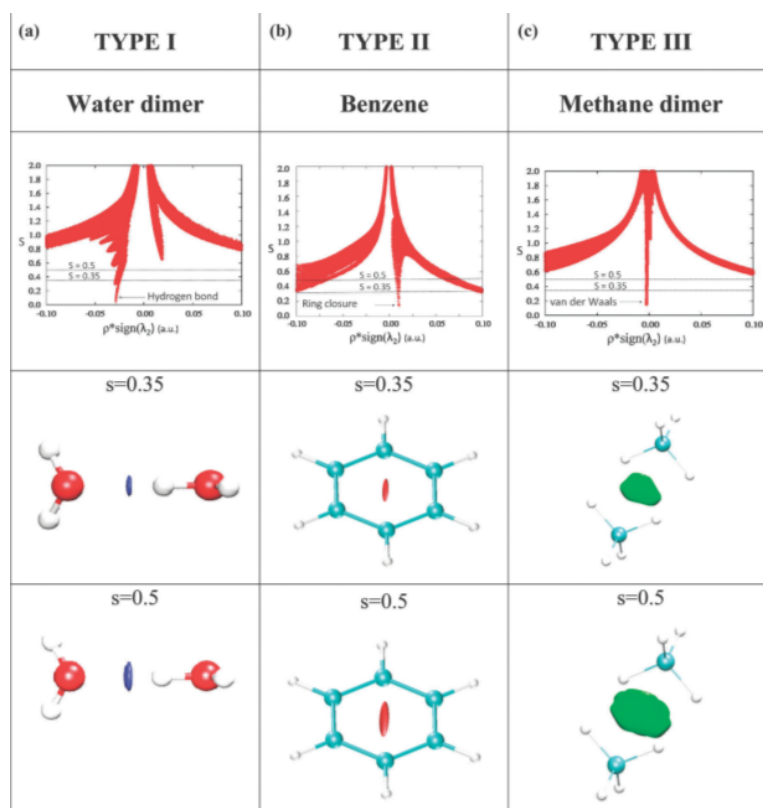 (a)
TYPE I
(b)
TYPE II
(c)
TYPE III
Water dimer
Benzene
Methane dimer
2.0
1.8
1.6
1.4
1.2
1.0
0.8
0.6
0.4
0.2
0.0
S
S = 0.5
S = 0.35
Hydrogen bond
-0.10
-0.05
0.00
0.05
0.10
ρ*sign(λ₂) (a.u.)
2.0
1.8
1.6
1.4
1.2
1.0
0.8
0.6
0.4
0.2
0.0
S
S = 0.5
S = 0.35
Ring closure
-0.10
-0.05
0.00
0.05
0.10
ρ*sign(λ₂) (a.u.)
2.0
1.8
1.6
1.4
1.2
1.0
0.8
0.6
0.4
0.2
0.0
S
S = 0.5
S = 0.35
van der Waals
-0.10
-0.05
0.00
0.05
0.10
ρ*sign(λ₂) (a.u.)
s=0.35
s=0.35
s=0.35
s=0.5
s=0.5
s=0.5